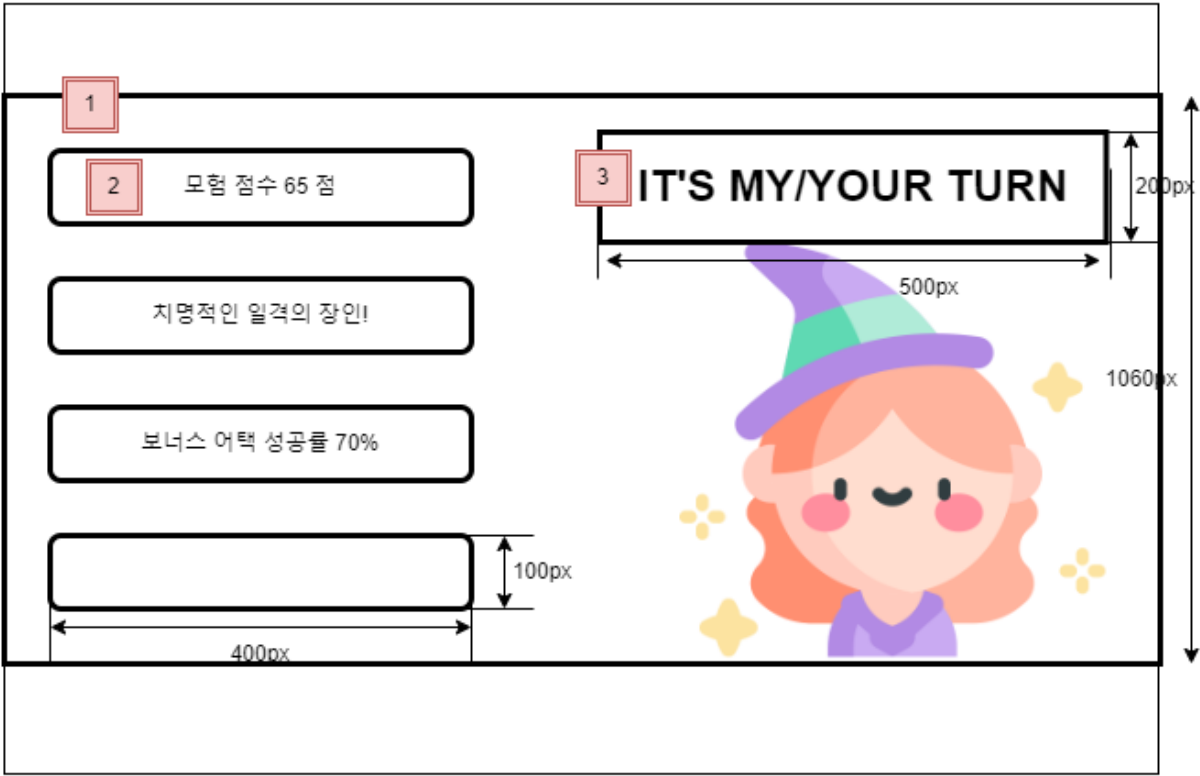 1
2
모험 점수 65 점
3
IT'S MY/YOUR TURN
200px
500px
치명적인 일격의 장인!
1060px
보너스 어택 성공률 70%
100px
400px